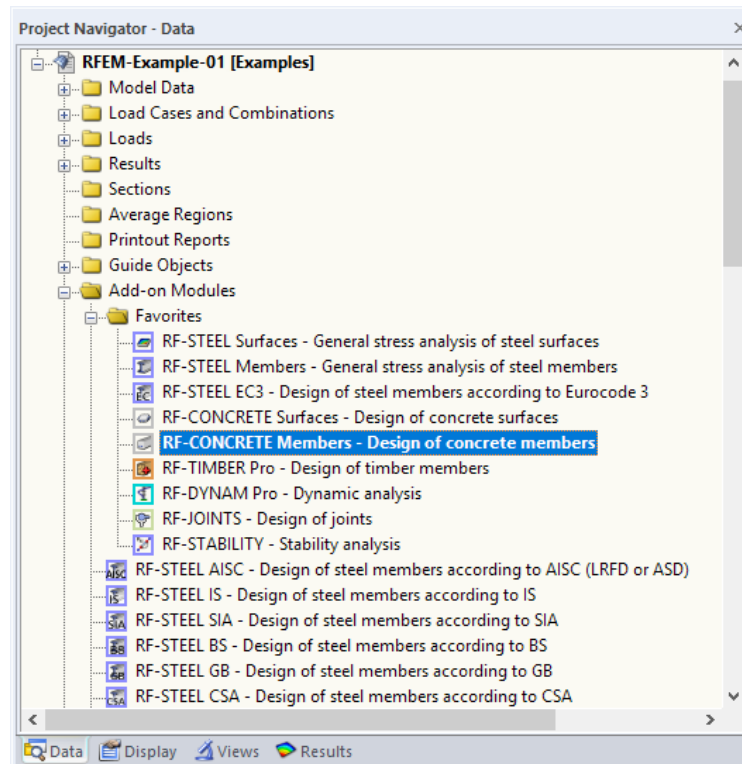 Project Navigator - Data
RFEM-Example-01 [Examples]
Model Data
Load Cases and Combinations
Loads
Results
Sections
Average Regions
Printout Reports
Guide Objects
Add-on Modules
Favorites
RF-STEEL Surfaces - General stress analysis of steel surfaces
RF-STEEL Members - General stress analysis of steel members
EC RF-STEEL EC3 - Design of steel members according to Eurocode 3
RF-CONCRETE Surfaces - Design of concrete surfaces
RF-CONCRETE Members - Design of concrete members
RF-TIMBER Pro - Design of timber members
RF-DYNAM Pro - Dynamic analysis
RF-JOINTS - Design of joints
RF-STABILITY - Stability analysis
AISC RF-STEEL AISC - Design of steel members according to AISC (LRFD or ASD)
IS RF-STEEL IS - Design of steel members according to IS
SIA RF-STEEL SIA - Design of steel members according to SIA
BS RF-STEEL BS - Design of steel members according to BS
GB RF-STEEL GB - Design of steel members according to GB
CSA RF-STEEL CSA - Design of steel members according to CSA
Data Display Views Results